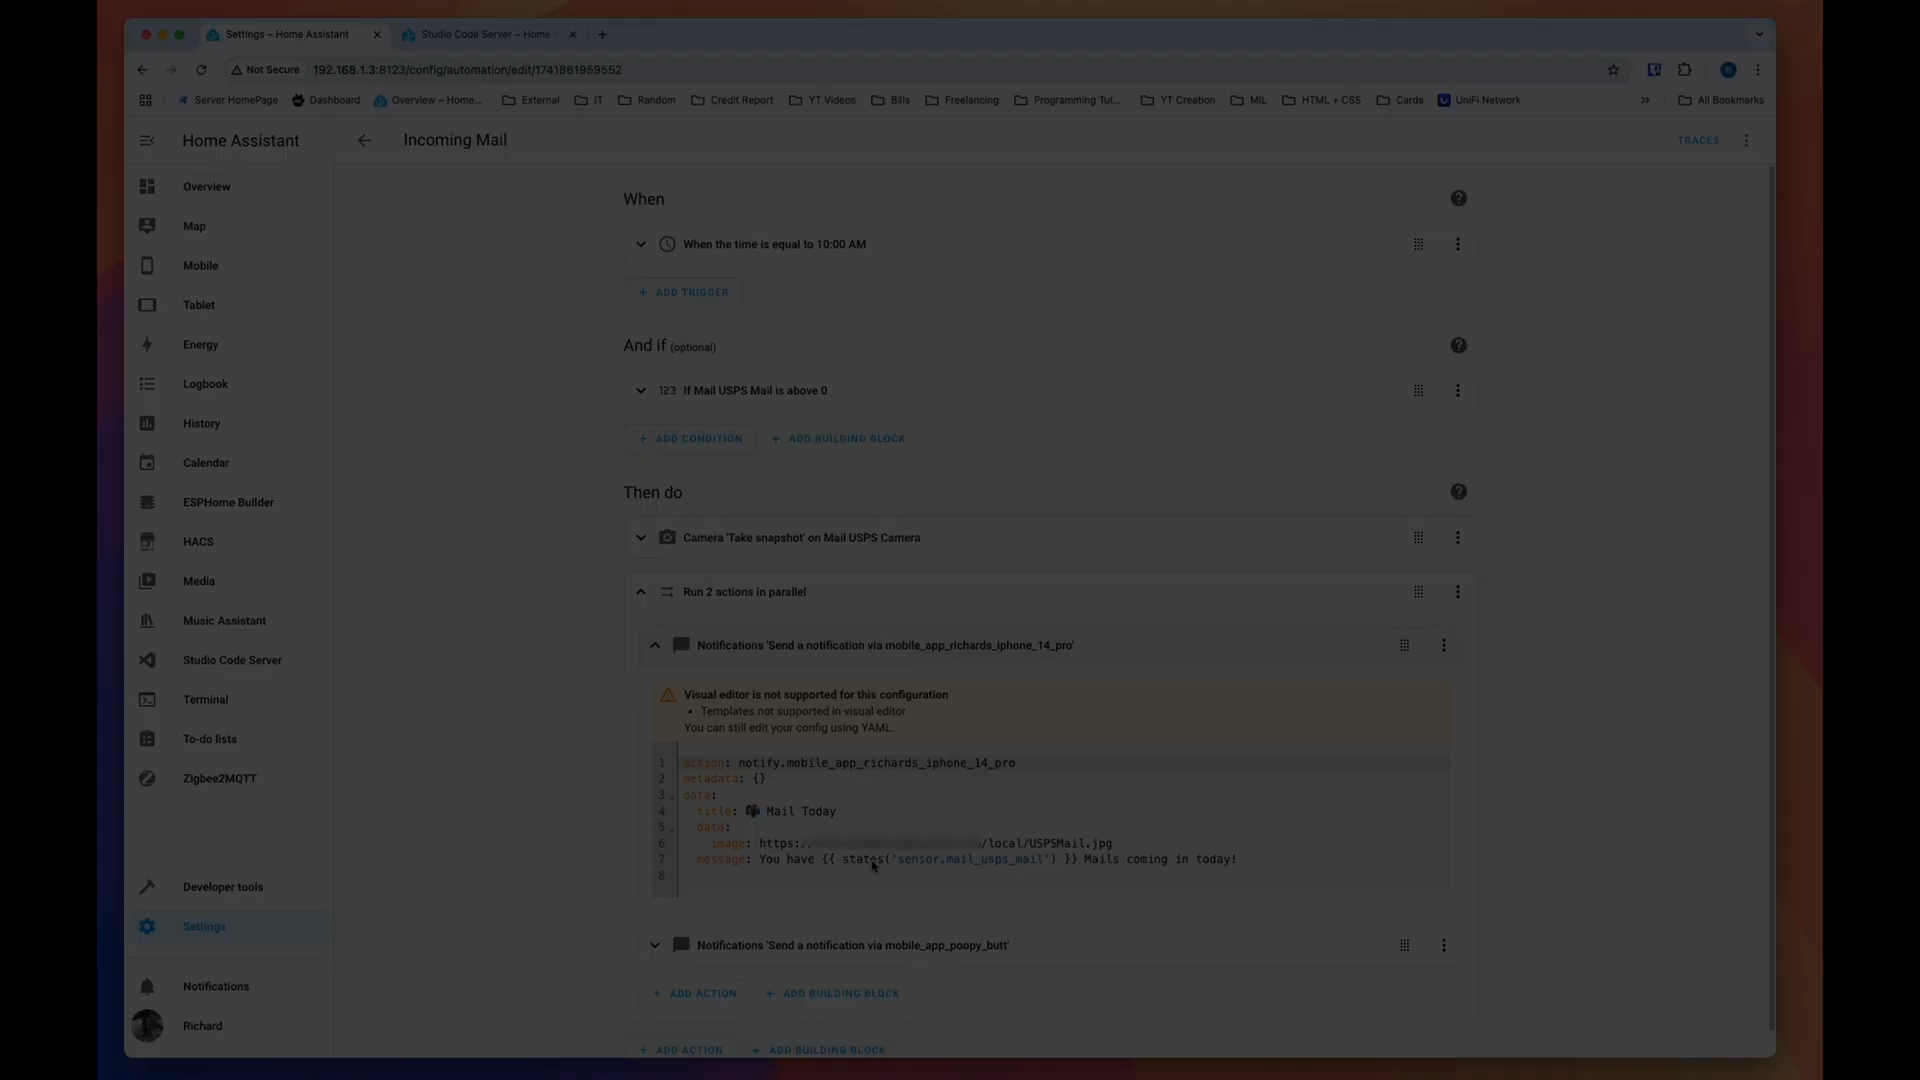 Settings – Home Assistant
Studio Code Server – Home
Not Secure 192.168.1.3:8123/config/automation/edit/1741881959552
Server HomePage Dashboard Overview – Home... External IT Random Credit Report YT Videos Bills Freelancing Programming Tut... YT Creation MIL HTML + CSS Cards UniFi Network » All Bookmarks
Home Assistant
Incoming Mail
TRACES
Overview
Map
Mobile
Tablet
Energy
Logbook
History
Calendar
ESPHome Builder
HACS
Media
Music Assistant
Studio Code Server
Terminal
To-do lists
Zigbee2MQTT
Developer tools
Settings
Notifications
Richard
When
When the time is equal to 10:00 AM
+ ADD TRIGGER
And if (optional)
123 If Mail USPS Mail is above 0
+ ADD CONDITION + ADD BUILDING BLOCK
Then do
Camera 'Take snapshot' on Mail USPS Camera
Run 2 actions in parallel
Notifications 'Send a notification via mobile_app_richards_iphone_14_pro'
Visual editor is not supported for this configuration
• Templates not supported in visual editor
You can still edit your config using YAML.
1 action: notify.mobile_app_richards_iphone_14_pro
2 metadata: {}
3 data:
4 title: 📬 Mail Today
5 data:
6 image: https:/ /local/USPSMail.jpg
7 message: You have {{ states('sensor.mail_usps_mail') }} Mails coming in today!
8
Notifications 'Send a notification via mobile_app_poopy_butt'
+ ADD ACTION + ADD BUILDING BLOCK
+ ADD ACTION + ADD BUILDING BLOCK